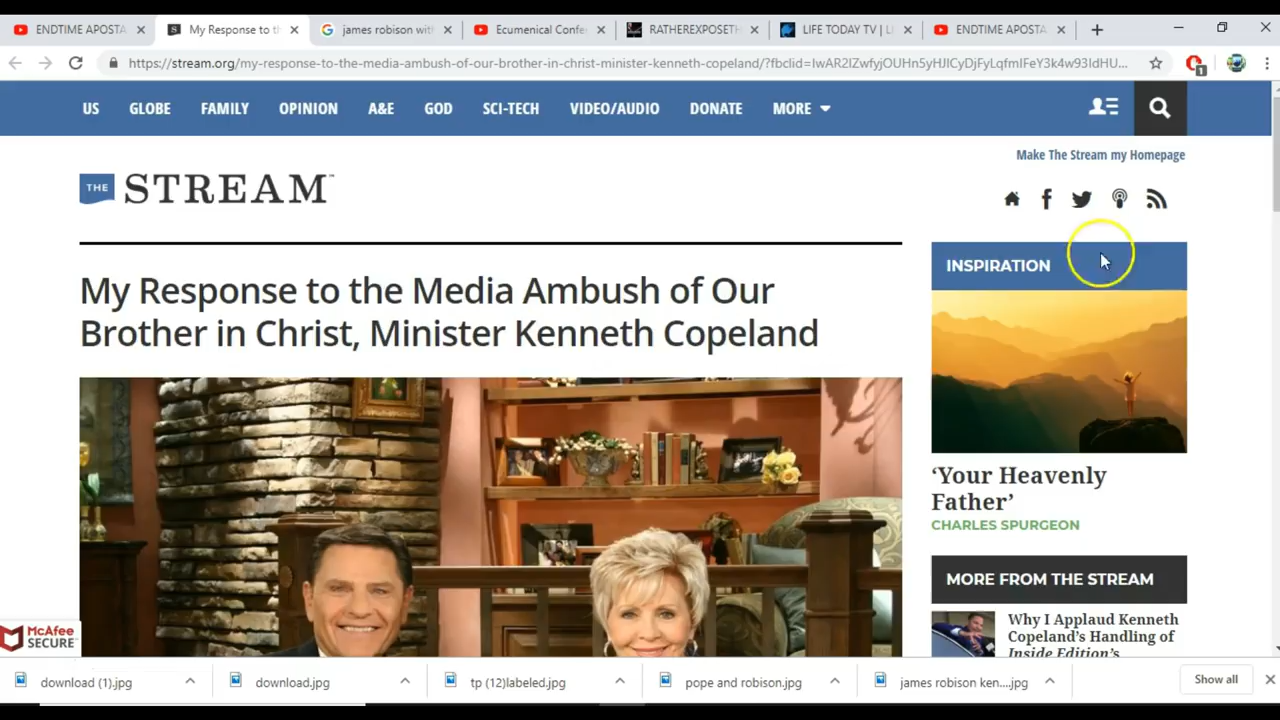 ENDTIME APOSTA
My Response to th
james robison with
Ecumenical Confe
RATHEREXPOSETH
LIFE TODAY TV | L
ENDTIME APOSTA
https://stream.org/my-response-to-the-media-ambush-of-our-brother-in-christ-minister-kenneth-copeland/?fbclid=
1
US GLOBE FAMILY OPINION A&E GOD SCI-TECH VIDEO/AUDIO DONATE MORE
Make The Stream my Homepage
THE STREAM™
INSPIRATION
My Response to the Media Ambush of Our
Brother in Christ, Minister Kenneth Copeland
‘Your Heavenly
Father’
CHARLES SPURGEON
MORE FROM THE STREAM
Why I Applaud Kenneth
Copeland’s Handling of
Inside Edition’s
McAfee
SECURE
download (1).jpg
download.jpg
tp (12)labeled.jpg
pope and robison.jpg
james robison ken....jpg
Show all